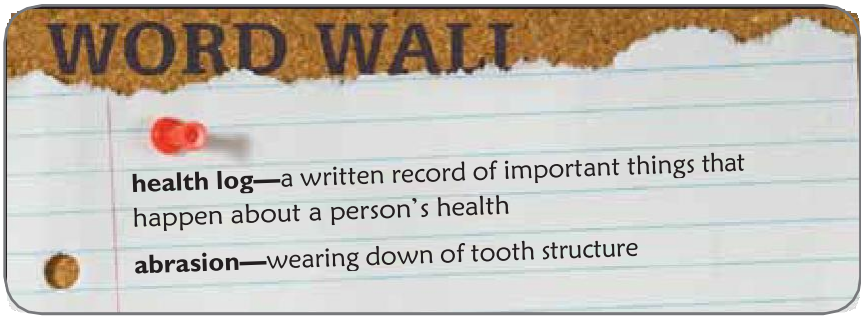 WORD WALL
health log—a written record of important things that
happen about a person's health
abrasion—wearing down of tooth structure